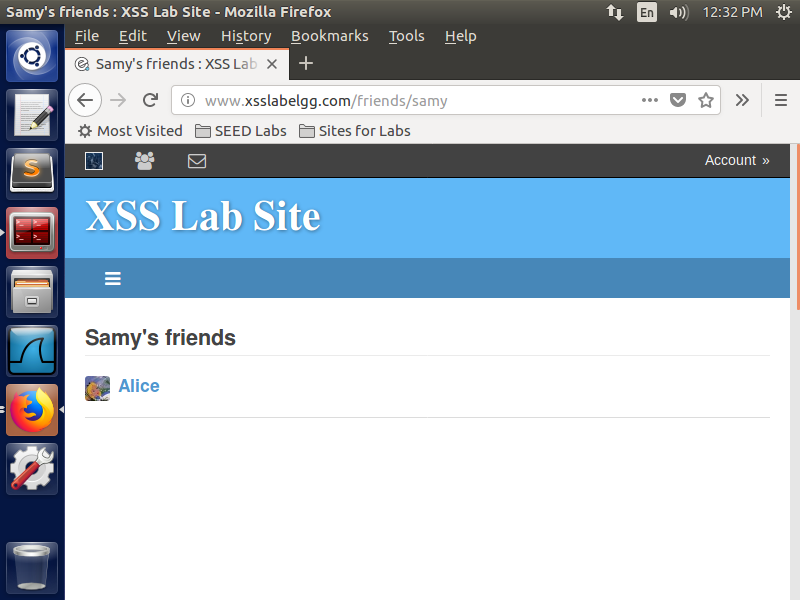 Samy's friends : XSS Lab Site - Mozilla Firefox
En
12:32 PM
File Edit View History Bookmarks Tools Help
Samy's friends : XSS Lab
www.xsslabelgg.com/friends/samy
Most Visited SEED Labs Sites for Labs
Account »
XSS Lab Site
Samy's friends
Alice